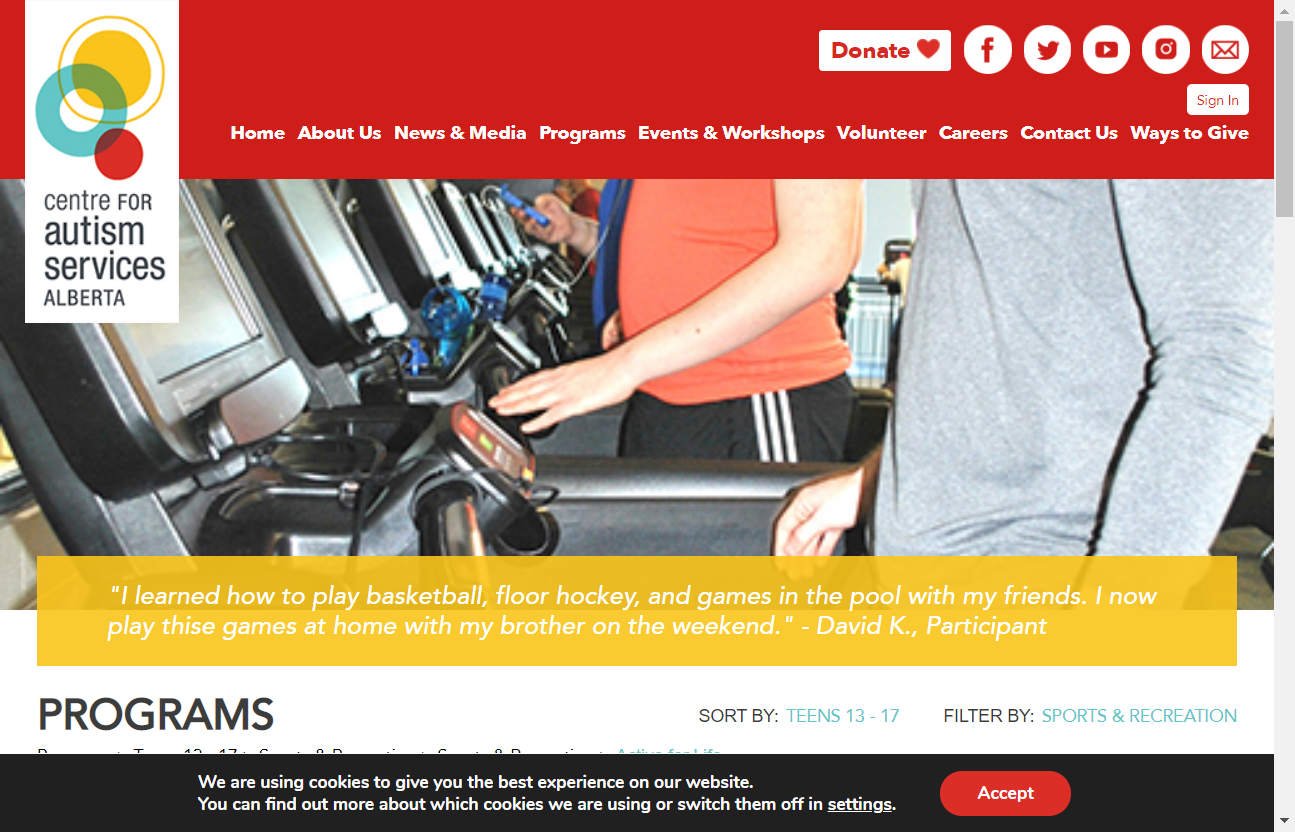 centre FOR
autism
services
ALBERTA
Donate
Sign In
Home About Us News & Media Programs Events & Workshops Volunteer Careers Contact Us Ways to Give
"I learned how to play basketball, floor hockey, and games in the pool with my friends. I now
play thise games at home with my brother on the weekend." - David K., Participant
PROGRAMS
SORT BY: TEENS 13 - 17 FILTER BY: SPORTS & RECREATION
We are using cookies to give you the best experience on our website.
You can find out more about which cookies we are using or switch them off in settings.
Accept